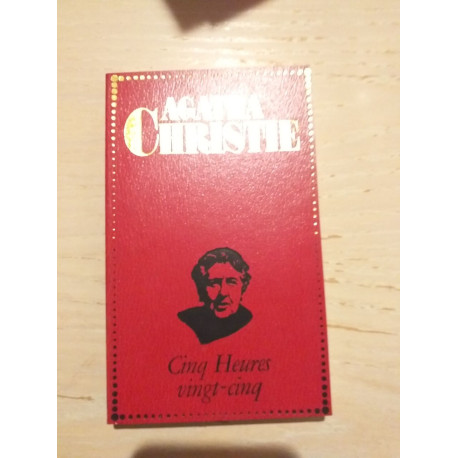 AGATHA
CHRISTIE
Cinq Heures
vingt-cinq